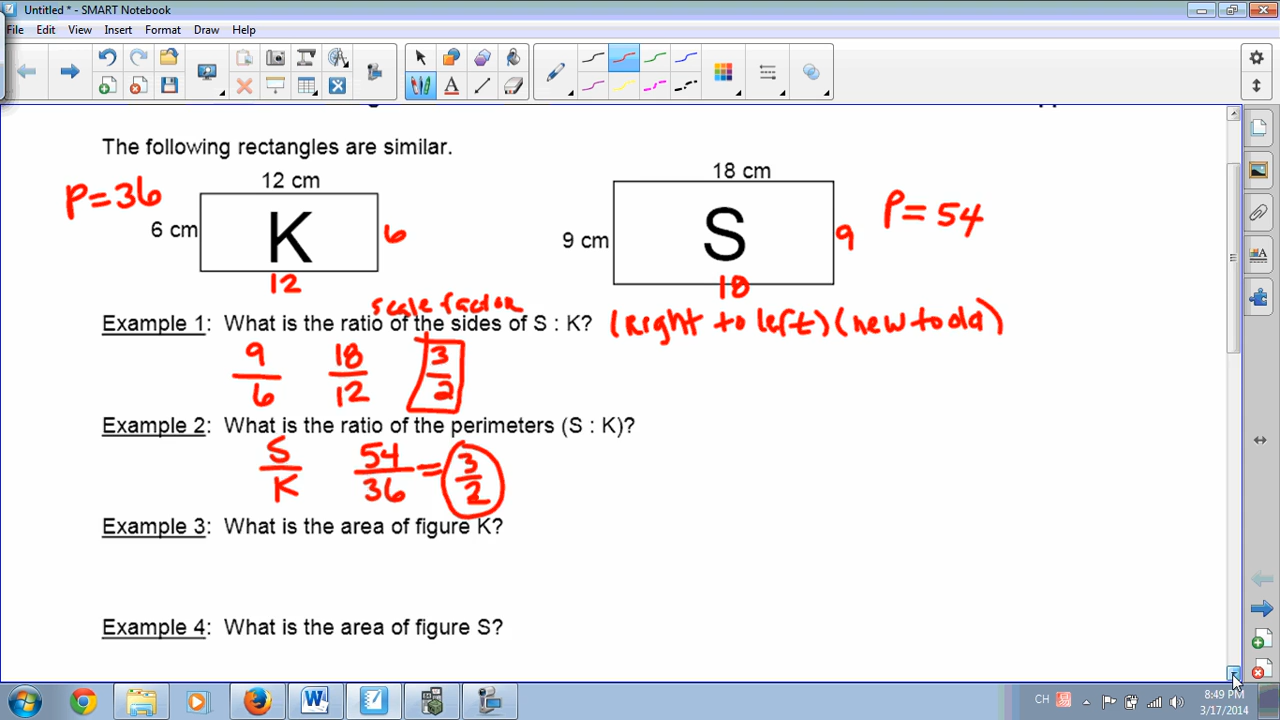 Untitled * - SMART Notebook
File Edit View Insert Format Draw Help
The following rectangles are similar.
P=36
12 cm
6 cm
K
6
12
18 cm
9 cm
S
9
18
P=54
scale factor
Example 1: What is the ratio of the sides of S : K? (Right to left) (new to old)
9/6 18/12 3/2
Example 2: What is the ratio of the perimeters (S : K)?
S/K 54/36 = 3/2
Example 3: What is the area of figure K?
Example 4: What is the area of figure S?
CH
8:49 PM
3/17/2014